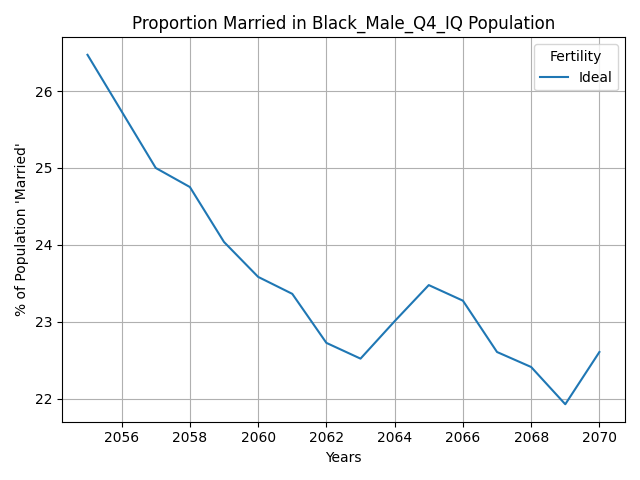 Proportion Married in Black_Male_Q4_IQ Population
Fertility
Ideal
% of Population 'Married'
26
25
24
23
22
2056 2058 2060 2062 2064 2066 2068 2070
Years